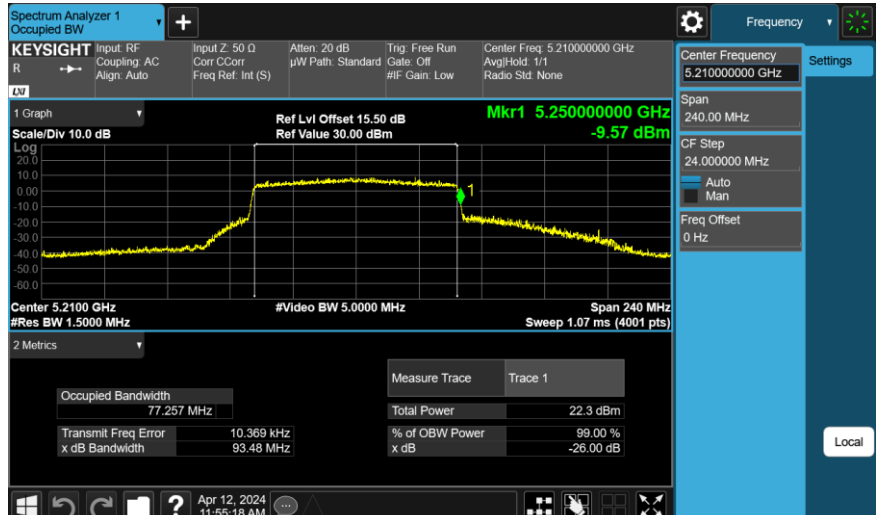 Spectrum Analyzer 1
Occupied BW
Frequency
KEYSIGHT
R
LXI
Input: RF
Coupling: AC
Align: Auto
Input Z: 50 Ω
Corr CCorr
Freq Ref: Int (S)
Atten: 20 dB
µW Path: Standard
Trig: Free Run
Gate: Off
#IF Gain: Low
Center Freq: 5.210000000 GHz
Avg|Hold: 1/1
Radio Std: None
Center Frequency
5.210000000 GHz
Settings
Span
240.00 MHz
CF Step
24.000000 MHz
Auto
Man
Freq Offset
0 Hz
1 Graph
Scale/Div 10.0 dB
Ref Lvl Offset 15.50 dB
Ref Value 30.00 dBm
Mkr1 5.250000000 GHz
-9.57 dBm
Log
20.0
10.0
0.00
-10.0
-20.0
-30.0
-40.0
-50.0
-60.0
1
Center 5.2100 GHz
#Res BW 1.5000 MHz
#Video BW 5.0000 MHz
Span 240 MHz
Sweep 1.07 ms (4001 pts)
2 Metrics
Measure Trace Trace 1
Occupied Bandwidth
77.257 MHz
Total Power 22.3 dBm
Transmit Freq Error 10.369 kHz
% of OBW Power 99.00 %
x dB Bandwidth 93.48 MHz
x dB -26.00 dB
Local
?
Apr 12, 2024
11:55:18 AM